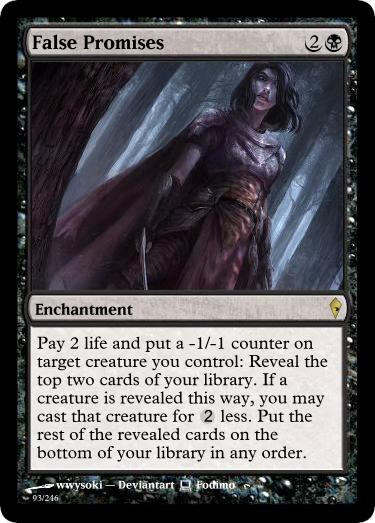 False Promises 2
Enchantment
Pay 2 life and put a -1/-1 counter on
target creature you control: Reveal the
top two cards of your library. If a
creature is revealed this way, you may
cast that creature for 2 less. Put the
rest of the revealed cards on the
bottom of your library in any order.
wwysoki — Deviantart Fodimo
93/246